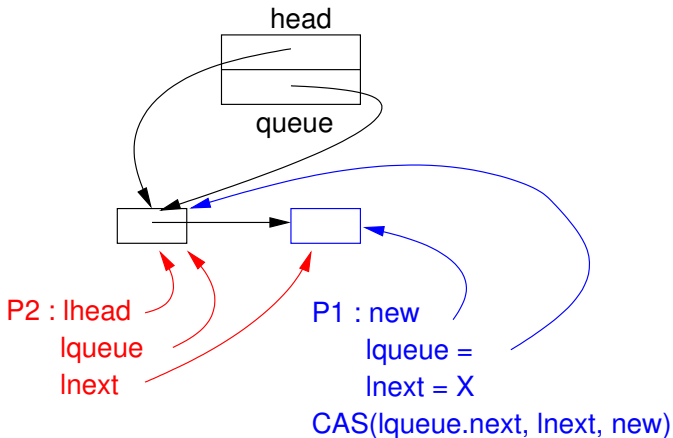 head
queue
P2 : lhead
lqueue
lnext
P1 : new
lqueue =
lnext = X
CAS(lqueue.next, lnext, new)